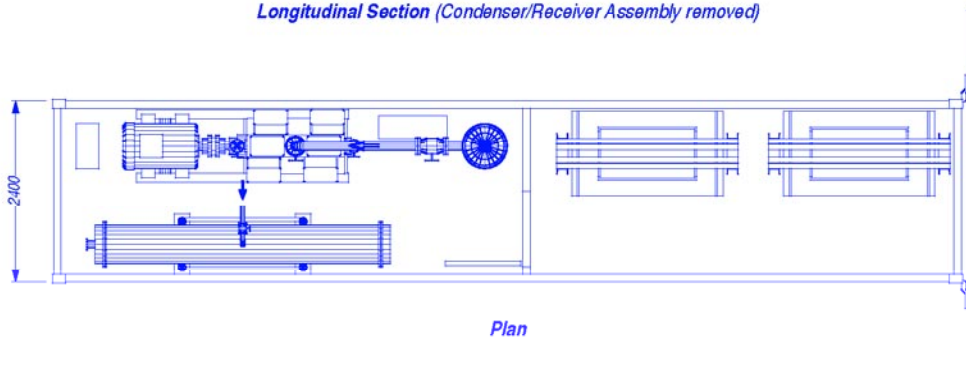 Longitudinal Section (Condenser/Receiver Assembly removed)
2400
Plan